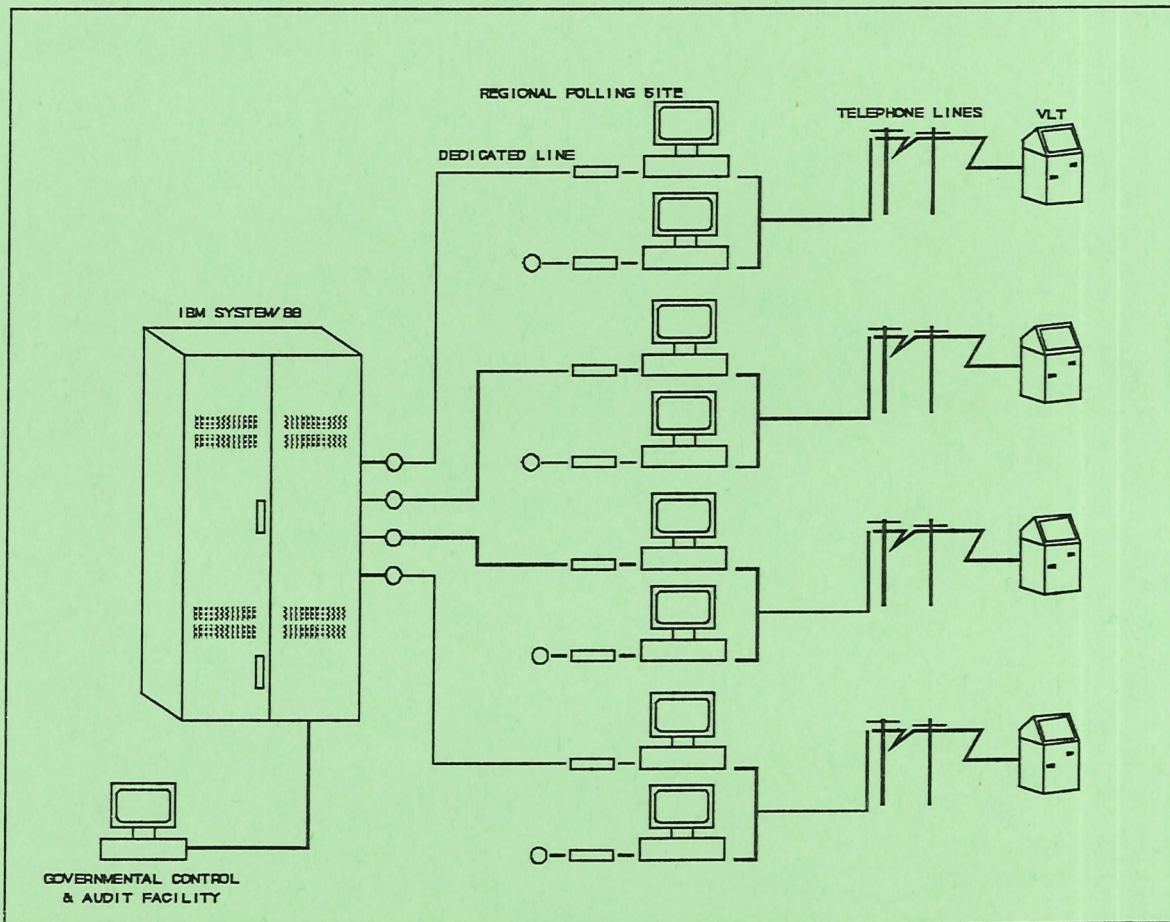 REGIONAL POLLING SITE
TELEPHONE LINES
VLT
DEDICATED LINE
IBM SYSTEM/88
GOVERNMENTAL CONTROL
& AUDIT FACILITY